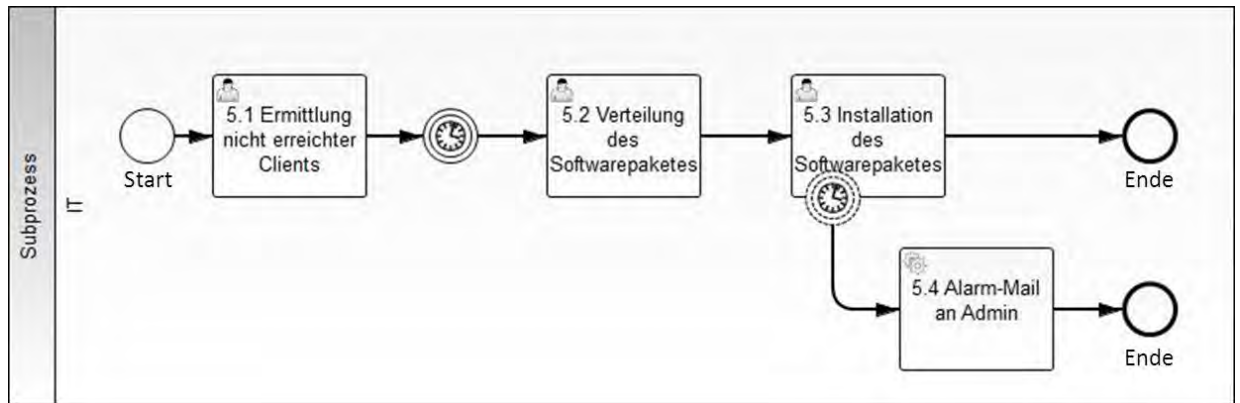 Subprozess
IT
Start
5.1 Ermittlung
nicht erreichter
Clients
5.2 Verteilung
des
Softwarepaketes
5.3 Installation
des
Softwarepaketes
Ende
5.4 Alarm-Mail
an Admin
Ende